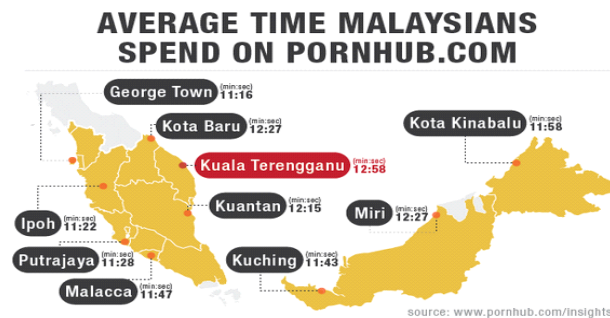 AVERAGE TIME MALAYSIANS
SPEND ON PORNHUB.COM
George Town (min:sec) 11:16
Kota Baru (min:sec) 12:27
Kota Kinabalu (min:sec) 11:58
Kuala Terengganu (min:sec) 12:58
Kuantan (min:sec) 12:15
Miri (min:sec) 12:27
Ipoh (min:sec) 11:22
Putrajaya (min:sec) 11:28
Kuching (min:sec) 11:43
Malacca (min:sec) 11:47
source: www.pornhub.com/insights